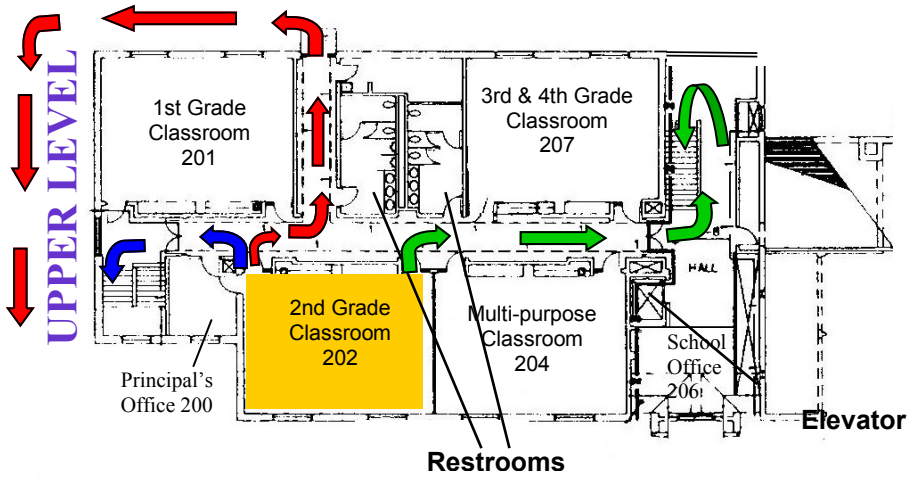 UPPER LEVEL
1st Grade
Classroom
201
3rd & 4th Grade
Classroom
207
2nd Grade
Classroom
202
Multi-purpose
Classroom
204
HALL
School
Office
206
Principal's
Office 200
Elevator
Restrooms